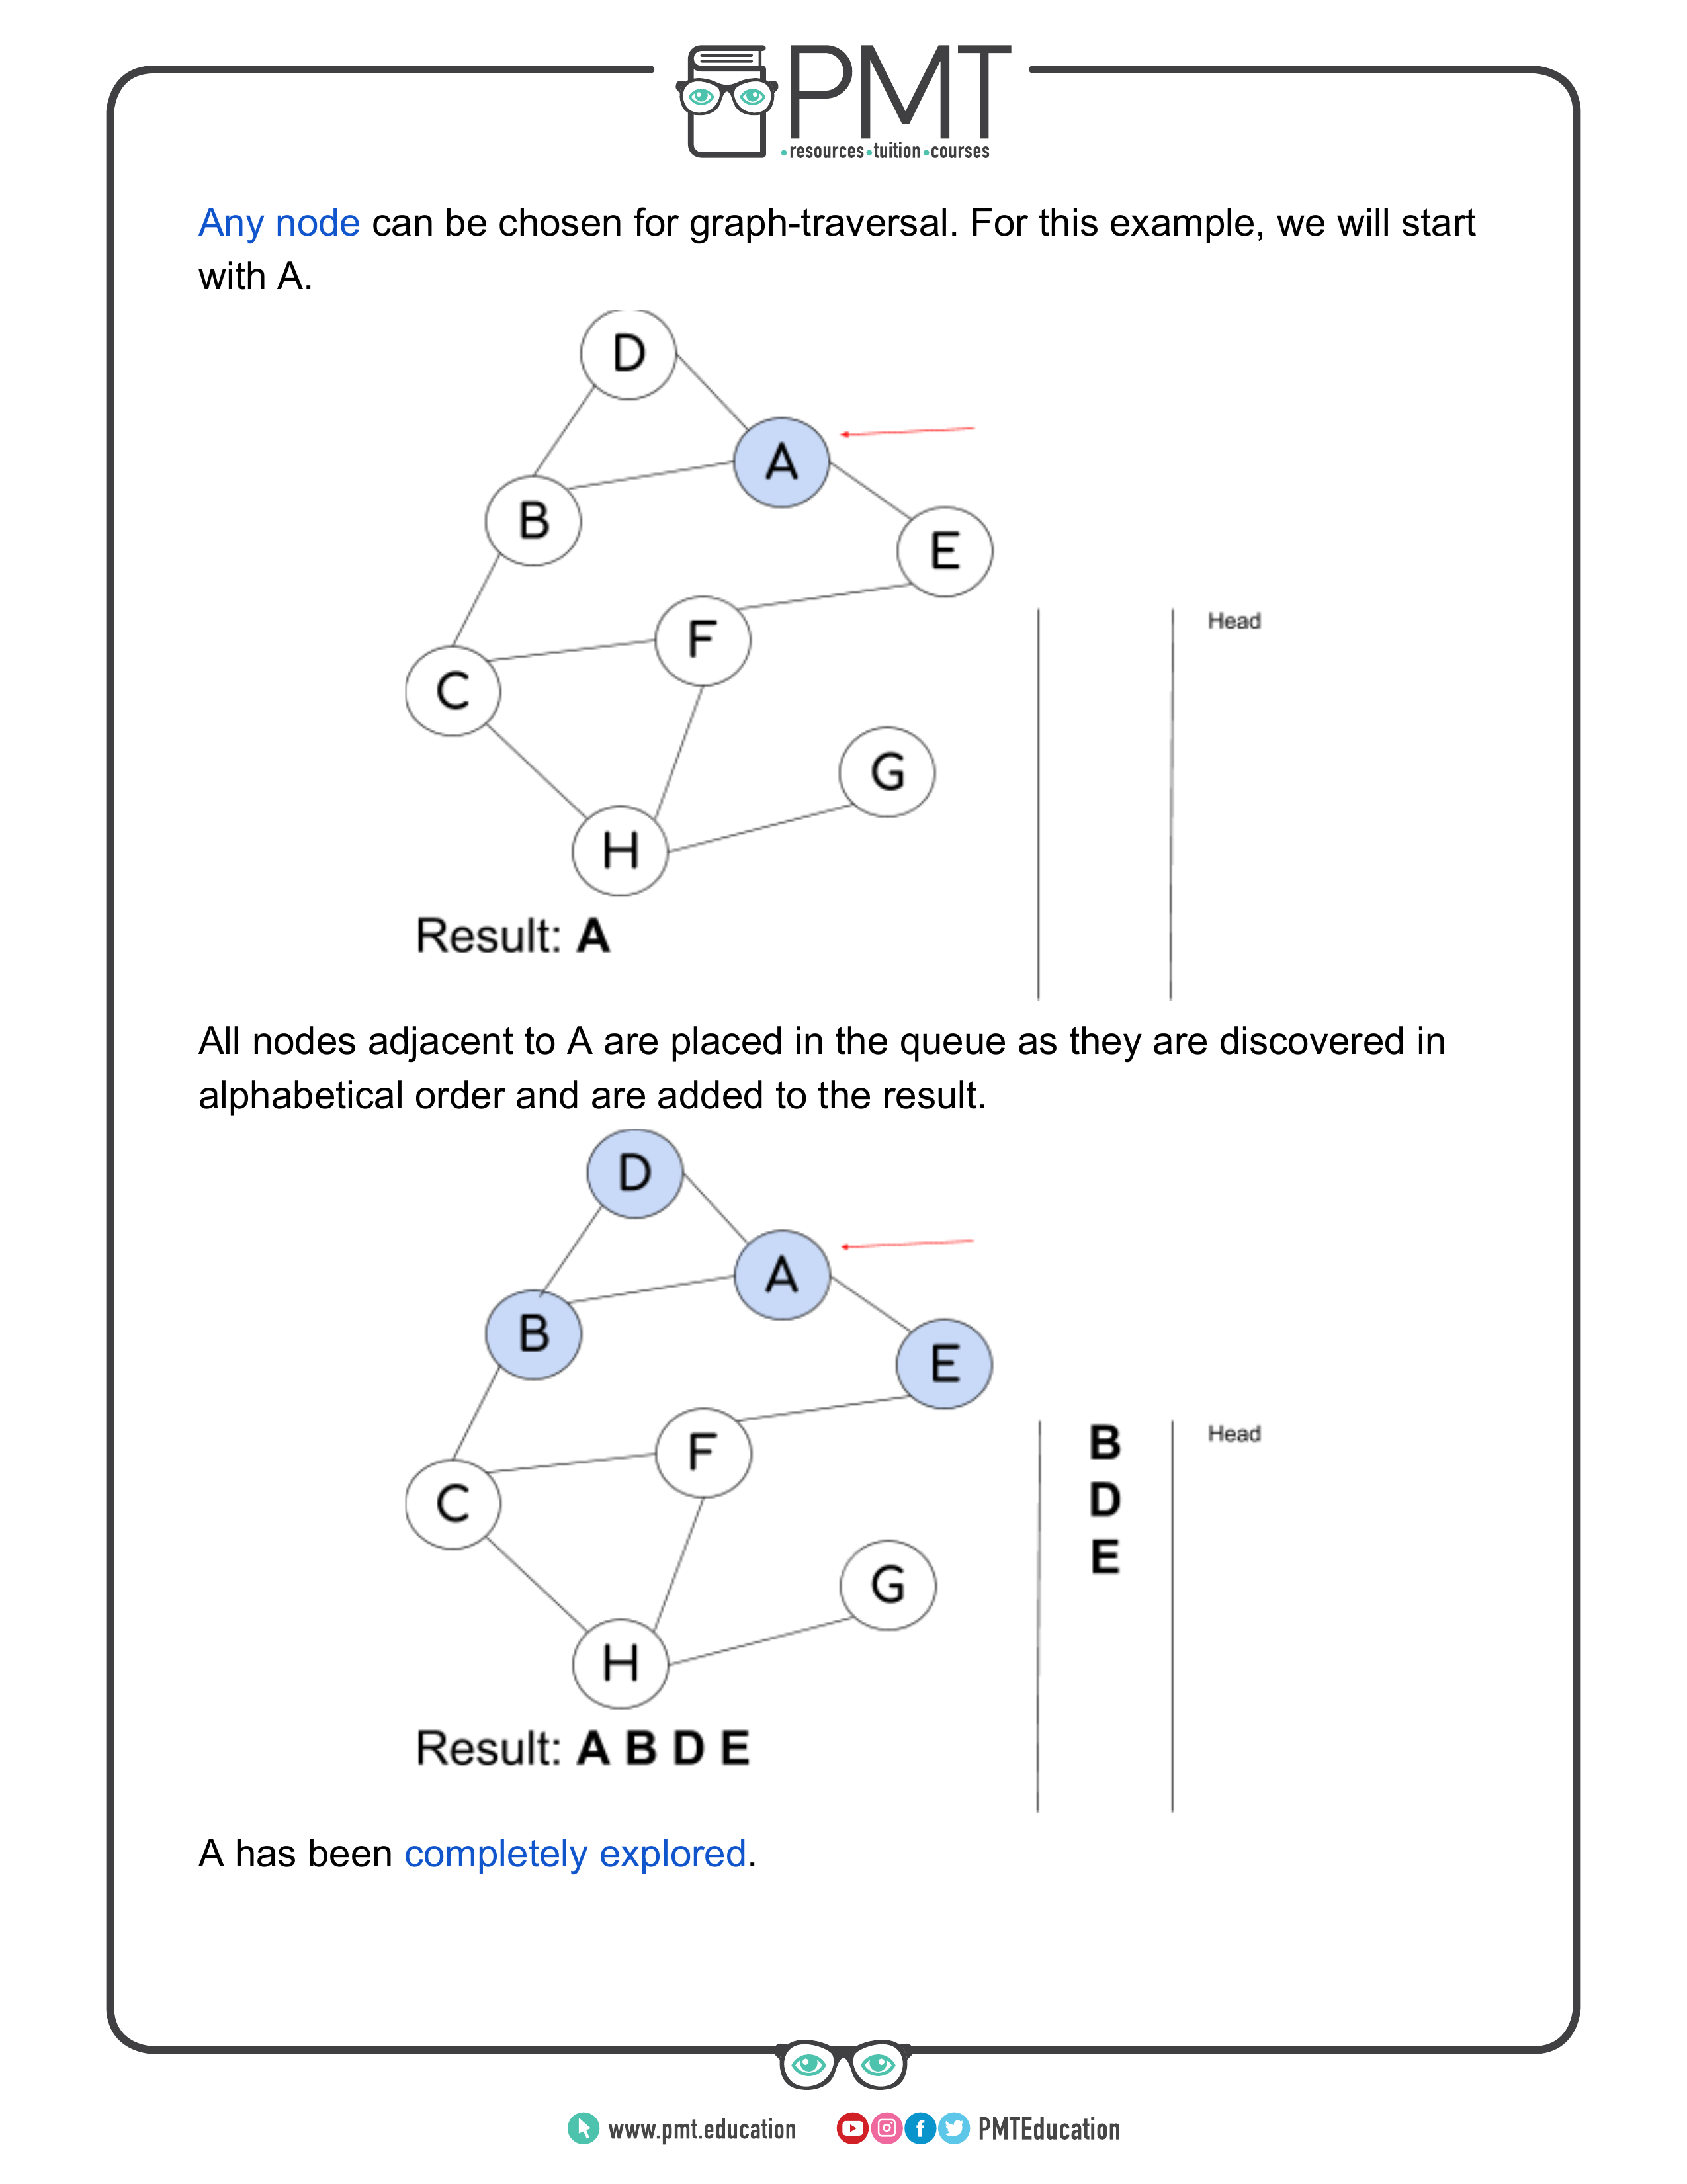 PMT
•resources•tuition•courses
Any node can be chosen for graph-traversal. For this example, we will start
with A.
D
A
B
E
F
Head
C
G
H
Result: A
All nodes adjacent to A are placed in the queue as they are discovered in
alphabetical order and are added to the result.
D
A
B
E
B
Head
F
D
C
E
G
H
Result: A B D E
A has been completely explored.
www.pmt.education
PMTEducation